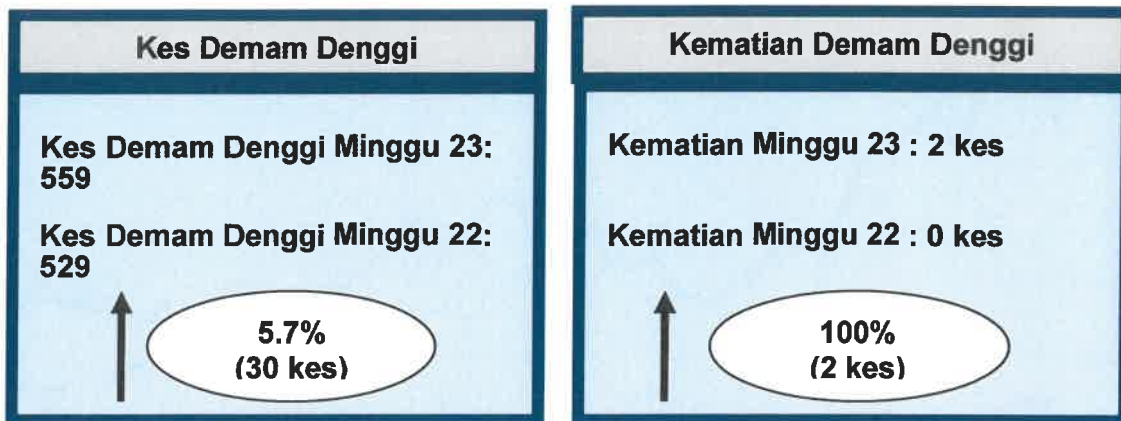 Kes Demam Denggi
Kes Demam Denggi Minggu 23:
559
Kes Demam Denggi Minggu 22:
529
5.7%
(30 kes)
Kematian Demam Denggi
Kematian Minggu 23 : 2 kes
Kematian Minggu 22 : 0 kes
100%
(2 kes)